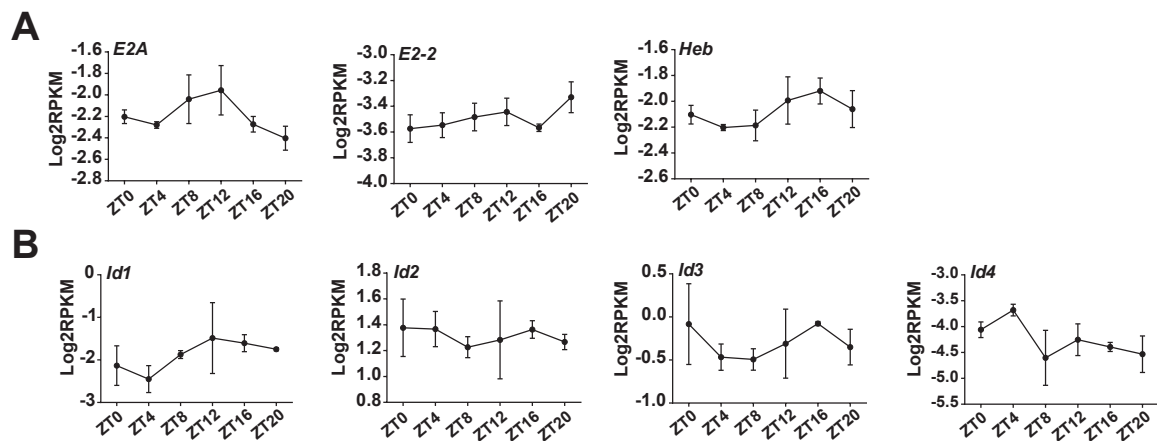 A
E2A
Log2RPKM
-1.6
-1.8
-2.0
-2.2
-2.4
-2.6
-2.8
ZT0 ZT4 ZT8 ZT12 ZT16 ZT20
E2-2
Log2RPKM
-3.0
-3.2
-3.4
-3.6
-3.8
-4.0
ZT0 ZT4 ZT8 ZT12 ZT16 ZT20
Heb
Log2RPKM
-1.6
-1.8
-2.0
-2.2
-2.4
-2.6
ZT0 ZT4 ZT8 ZT12 ZT16 ZT20
B
Id1
Log2RPKM
0
-1
-2
-3
ZT0 ZT4 ZT8 ZT12 ZT16 ZT20
Id2
Log2RPKM
1.8
1.6
1.4
1.2
1.0
0.8
ZT0 ZT4 ZT8 ZT12 ZT16 ZT20
Id3
Log2RPKM
0.5
0.0
-0.5
-1.0
ZT0 ZT4 ZT8 ZT12 ZT16 ZT20
Id4
Log2RPKM
-3.0
-3.5
-4.0
-4.5
-5.0
-5.5
ZT0 ZT4 ZT8 ZT12 ZT16 ZT20